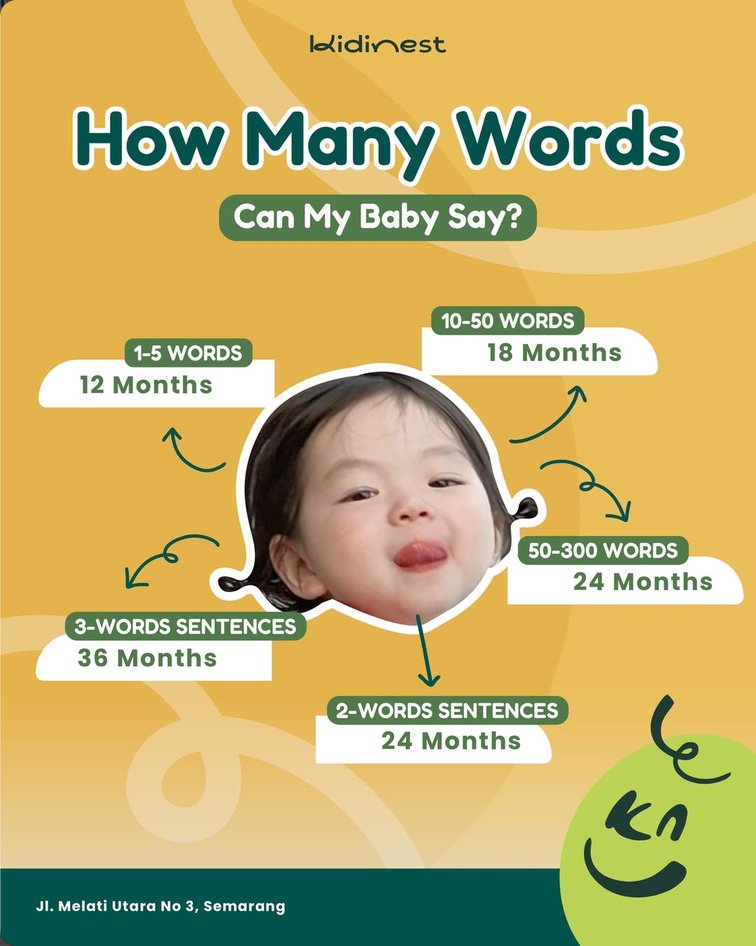 kidinest
How Many Words
Can My Baby Say?
10-50 WORDS
18 Months
1-5 WORDS
12 Months
50-300 WORDS
24 Months
3-WORDS SENTENCES
36 Months
2-WORDS SENTENCES
24 Months
Kn
Jl. Melati Utara No 3, Semarang